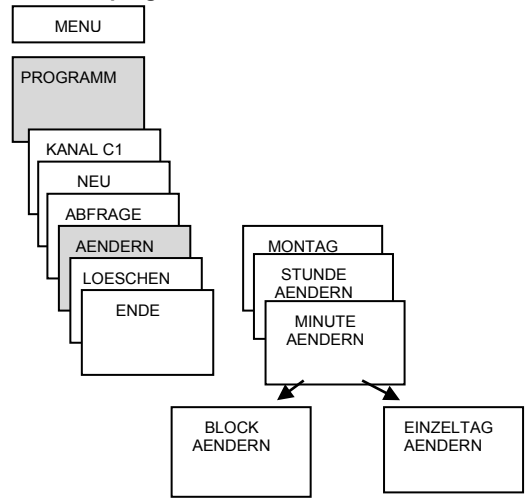 MENU
PROGRAMM
KANAL C1
NEU
ABFRAGE
AENDERN
LOESCHEN
ENDE
MONTAG
STUNDE
AENDERN
MINUTE
AENDERN
BLOCK
AENDERN
EINZELTAG
AENDERN